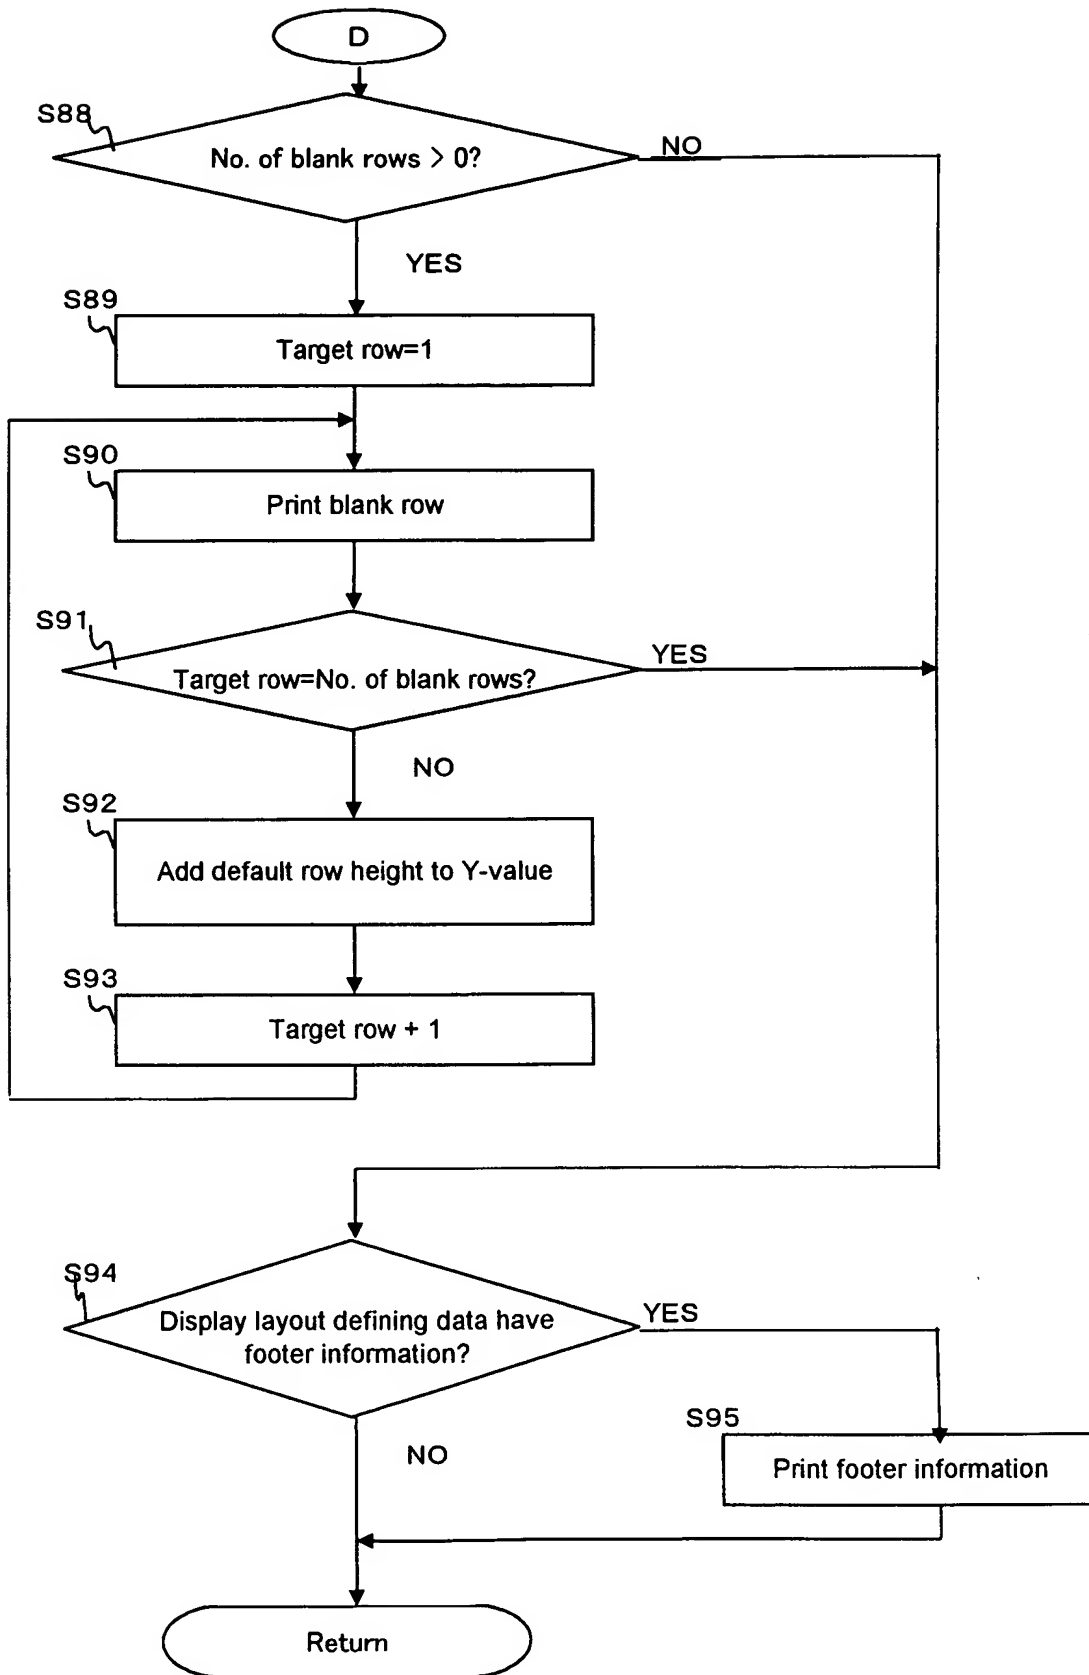 D
S88
No. of blank rows > 0?
NO
YES
S89
Target row=1
S90
Print blank row
S91
Target row=No. of blank rows?
YES
NO
S92
Add default row height to Y-value
S93
Target row + 1
S94
Display layout defining data have
footer information?
YES
S95
Print footer information
NO
Return